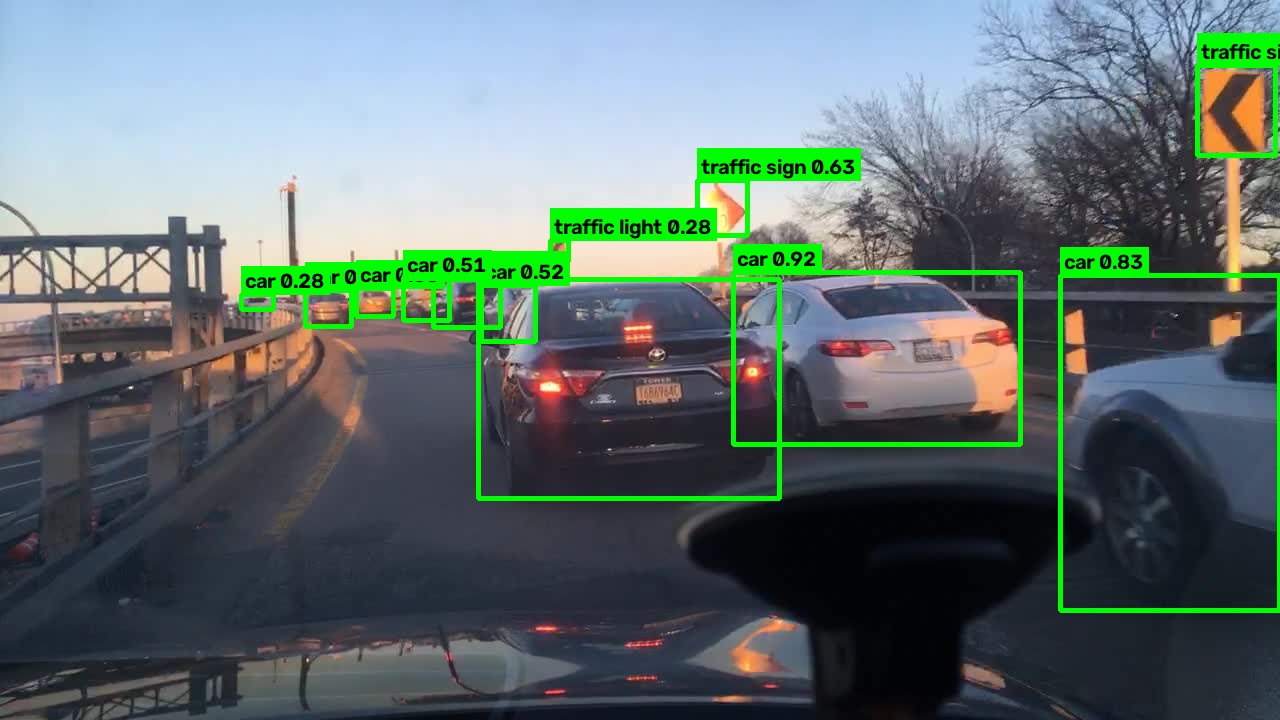 traffic si
traffic sign 0.63
traffic light 0.28
car 0.51
car 0.52
car 0.92
car 0.83
car 0.28
TOWER
T686964C